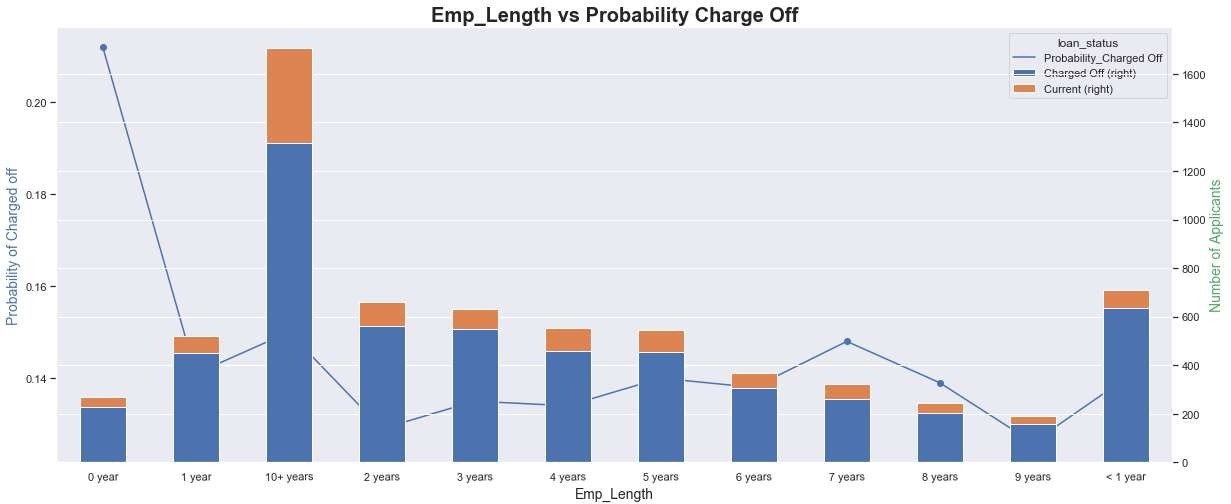 Emp_Length vs Probability Charge Off
loan_status
Probability_Charged Off
Charged Off (right)
Current (right)
Probability of Charged off
0.20
0.18
0.16
0.14
1600
1400
1200
1000
800
600
400
200
0
Number of Applicants
0 year 1 year 10+ years 2 years 3 years 4 years 5 years 6 years 7 years 8 years 9 years < 1 year
Emp_Length